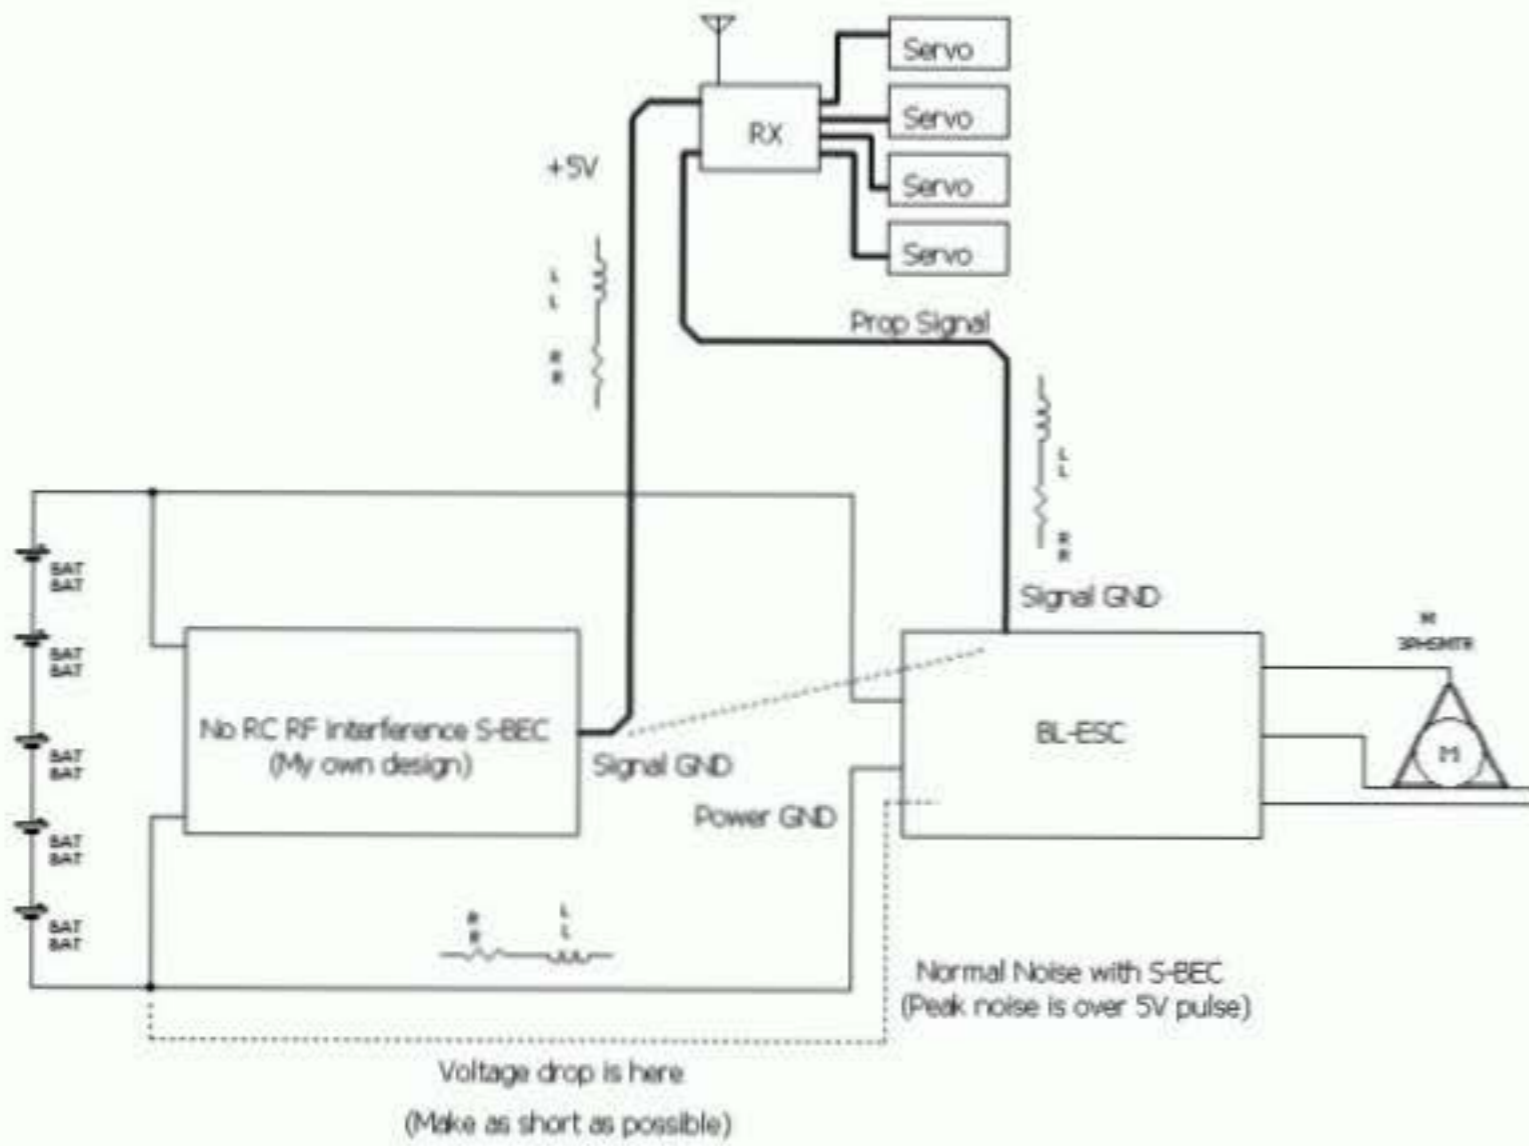 Servo
Servo
RX
Servo
+5V
Servo
L
L
Prop Signal
R
R
L
L
R
R
Signal GND
BAT
BAT
M
3PHSMTR
BAT
BAT
No RC RF interference S-BEC
(My own design)
BL-ESC
M
BAT
BAT
Signal GND
Power GND
BAT
BAT
R
R
L
L
BAT
BAT
Normal Noise with S-BEC
(Peak noise is over 5V pulse)
Voltage drop is here
(Make as short as possible)